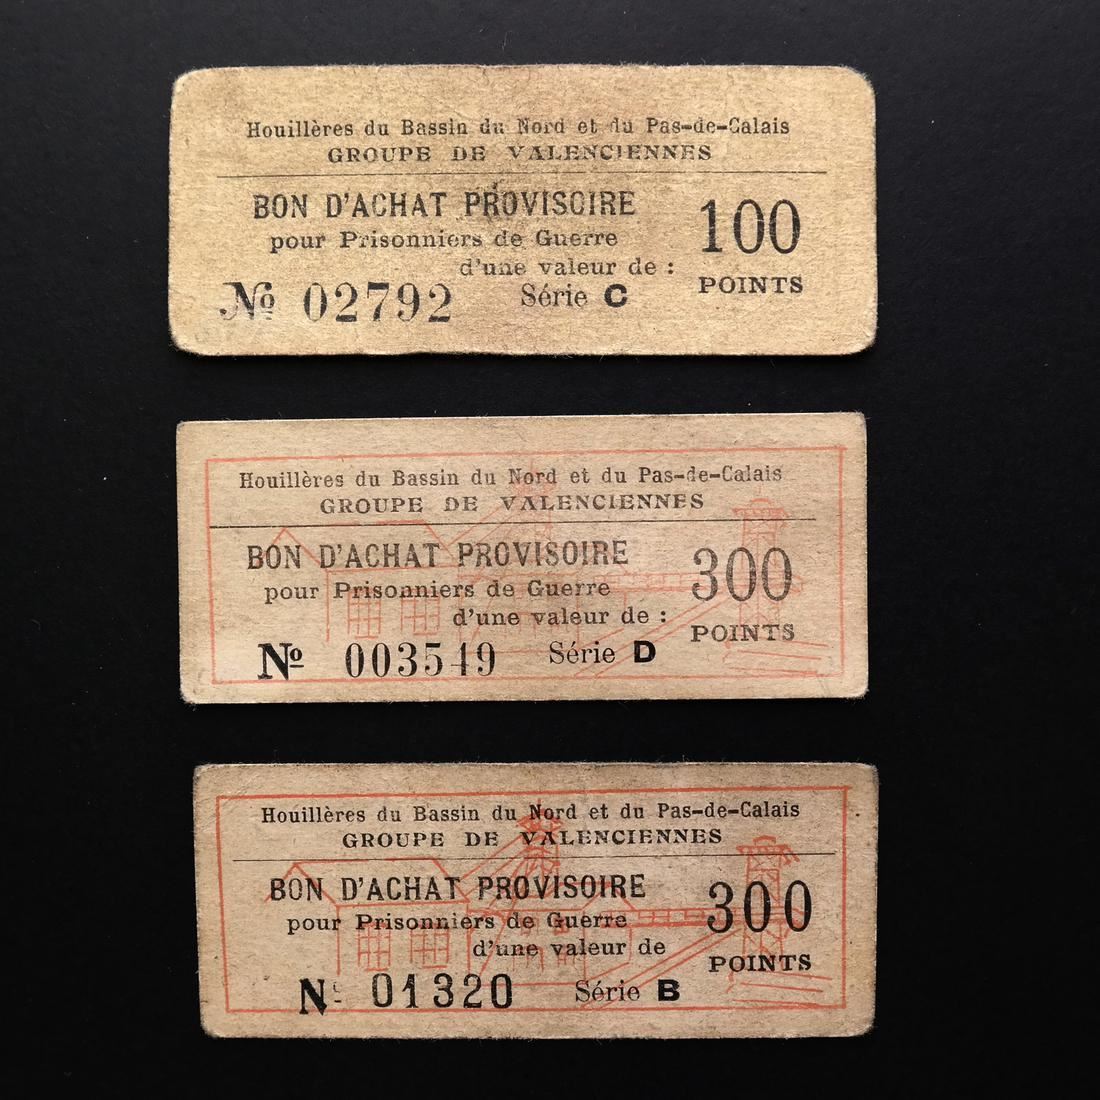 Houillères du Bassin du Nord et du Pas-de-Calais
GROUPE DE VALENCIENNES
BON D'ACHAT PROVISOIRE
pour Prisonniers de Guerre
d'une valeur de :
100
POINTS
Nº 02792 Série C
Houillères du Bassin du Nord et du Pas-de-Calais
GROUPE DE VALENCIENNES
BON D'ACHAT PROVISOIRE
pour Prisonniers de Guerre
d'une valeur de :
300
POINTS
Nº 003549 Série D
Houillères du Bassin du Nord et du Pas-de-Calais
GROUPE DE VALENCIENNES
BON D'ACHAT PROVISOIRE
pour Prisonniers de Guerre
d'une valeur de
300
POINTS
Nº 01320 Série B